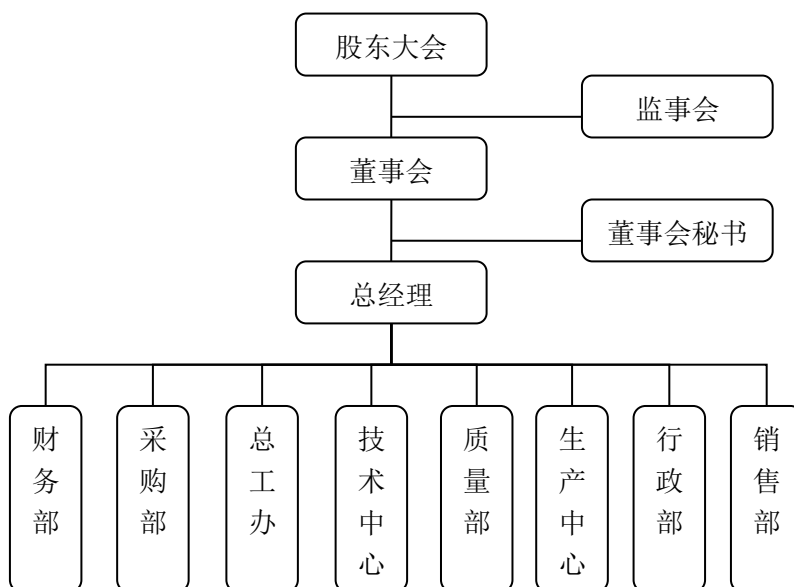 股东大会
监事会
董事会
董事会秘书
总经理
财务部
采购部
总工办
技术中心
质量部
生产中心
行政部
销售部